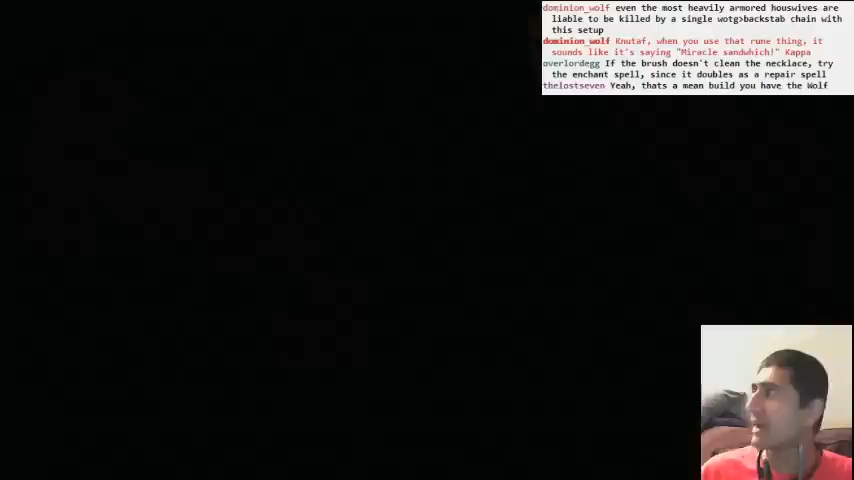 dominion_wolf even the most heavily armored houswives are
liable to be killed by a single wotg>backstab chain with
this setup
dominion_wolf Knutaf, when you use that rune thing, it
sounds like it's saying "Miracle sandwhich!" Kappa
overlordegg If the brush doesn't clean the necklace, try
the enchant spell, since it doubles as a repair spell
thelostseven Yeah, thats a mean build you have the Wolf